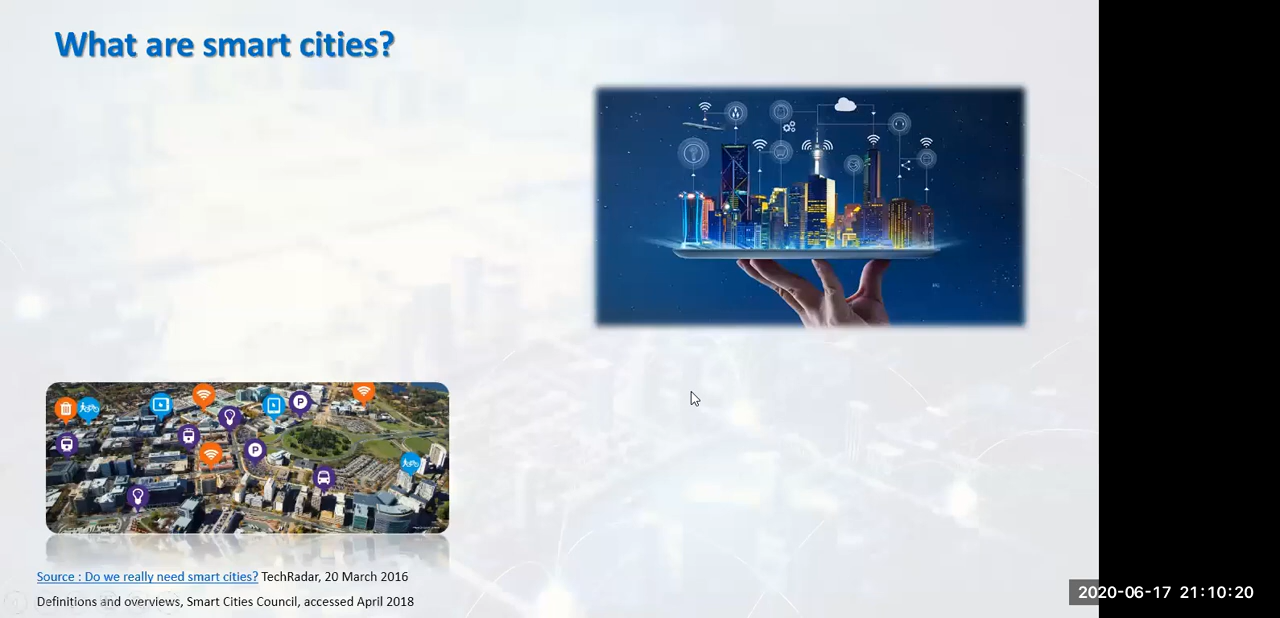 What are smart cities?
P
P
Source : Do we really need smart cities? TechRadar, 20 March 2016
Definitions and overviews, Smart Cities Council, accessed April 2018
2020-06-17 21:10:20